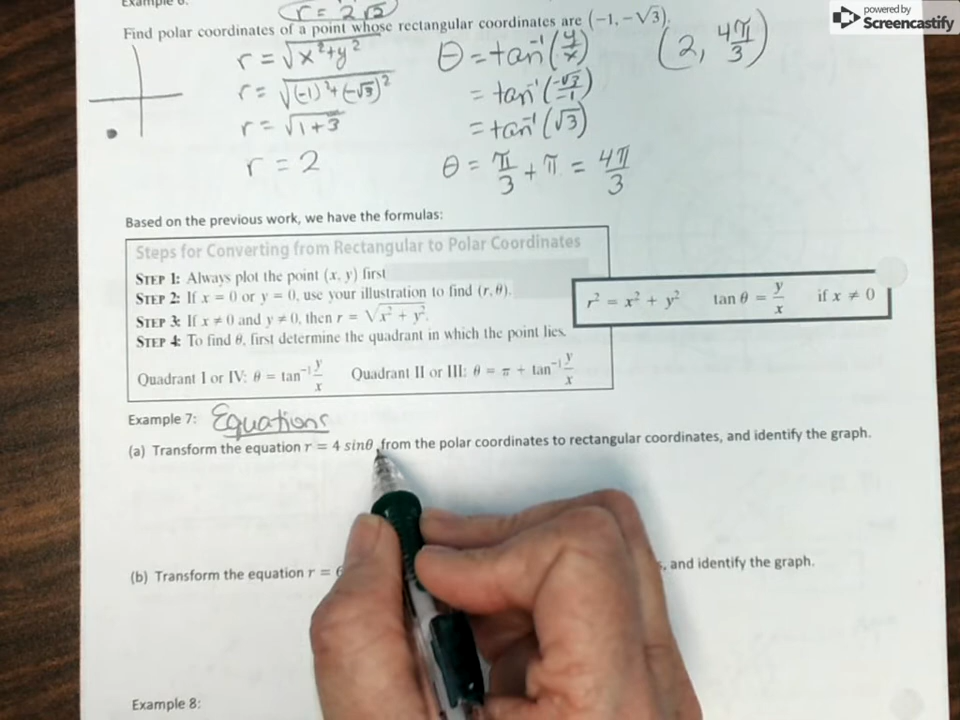 Example 6:
r = 2√2
Find polar coordinates of a point whose rectangular coordinates are (−1, −√3).
r = √x²+y²
θ = tan⁻¹(y/x)
(2, 4π/3)
r = √(-1)²+(-√3)²
= tan⁻¹(-√3/-1)
r = √1+3
= tan⁻¹(√3)
r = 2
θ = π/3 + π = 4π/3
Based on the previous work, we have the formulas:
Steps for Converting from Rectangular to Polar Coordinates
STEP 1: Always plot the point (x, y) first
STEP 2: If x = 0 or y = 0, use your illustration to find (r, θ).
STEP 3: If x ≠ 0 and y ≠ 0, then r = √x² + y².
STEP 4: To find θ, first determine the quadrant in which the point lies.
Quadrant I or IV: θ = tan⁻¹ y/x Quadrant II or III: θ = π + tan⁻¹ y/x
r² = x² + y² tan θ = y/x if x ≠ 0
Example 7: Equations
(a) Transform the equation r = 4 sinθ from the polar coordinates to rectangular coordinates, and identify the graph.
(b) Transform the equation r = 6 , and identify the graph.
Example 8:
powered by
Screencastify